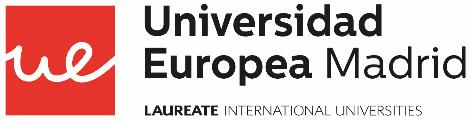 ue
Universidad
Europea Madrid
LAUREATE INTERNATIONAL UNIVERSITIES